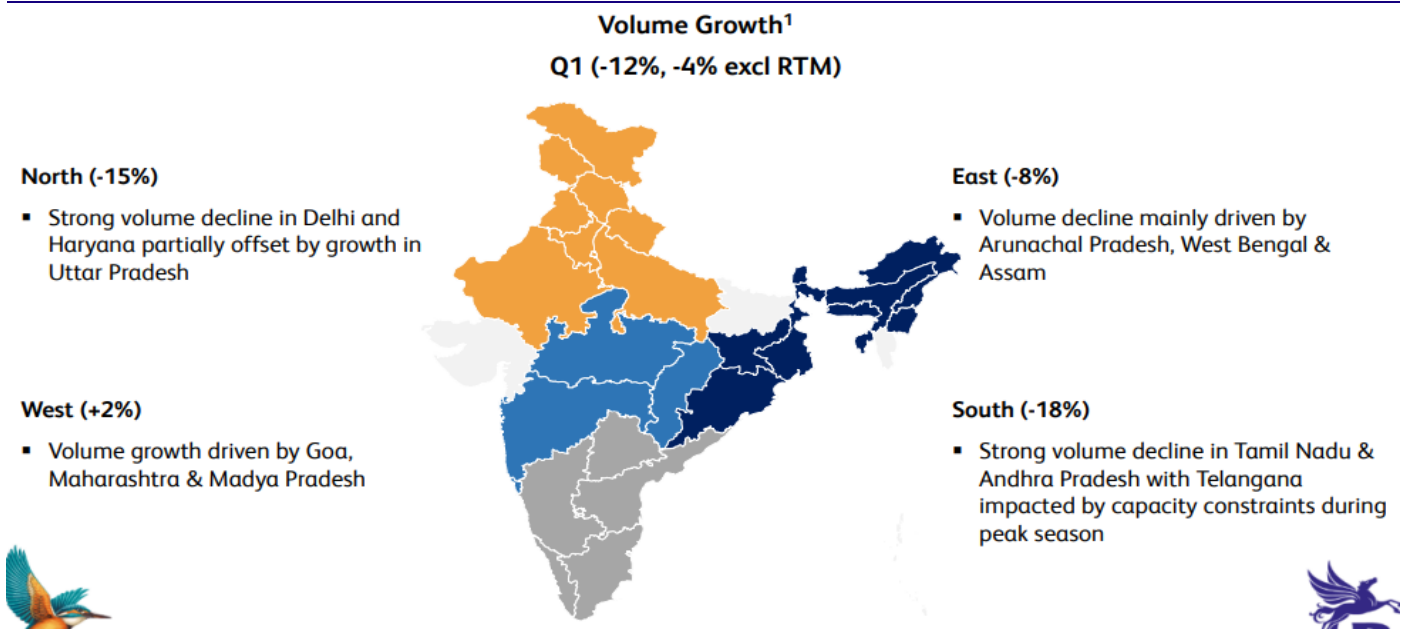 Volume Growth¹
Q1 (-12%, -4% excl RTM)
North (-15%)
▪ Strong volume decline in Delhi and
Haryana partially offset by growth in
Uttar Pradesh
East (-8%)
▪ Volume decline mainly driven by
Arunachal Pradesh, West Bengal &
Assam
West (+2%)
▪ Volume growth driven by Goa,
Maharashtra & Madya Pradesh
South (-18%)
▪ Strong volume decline in Tamil Nadu &
Andhra Pradesh with Telangana
impacted by capacity constraints during
peak season